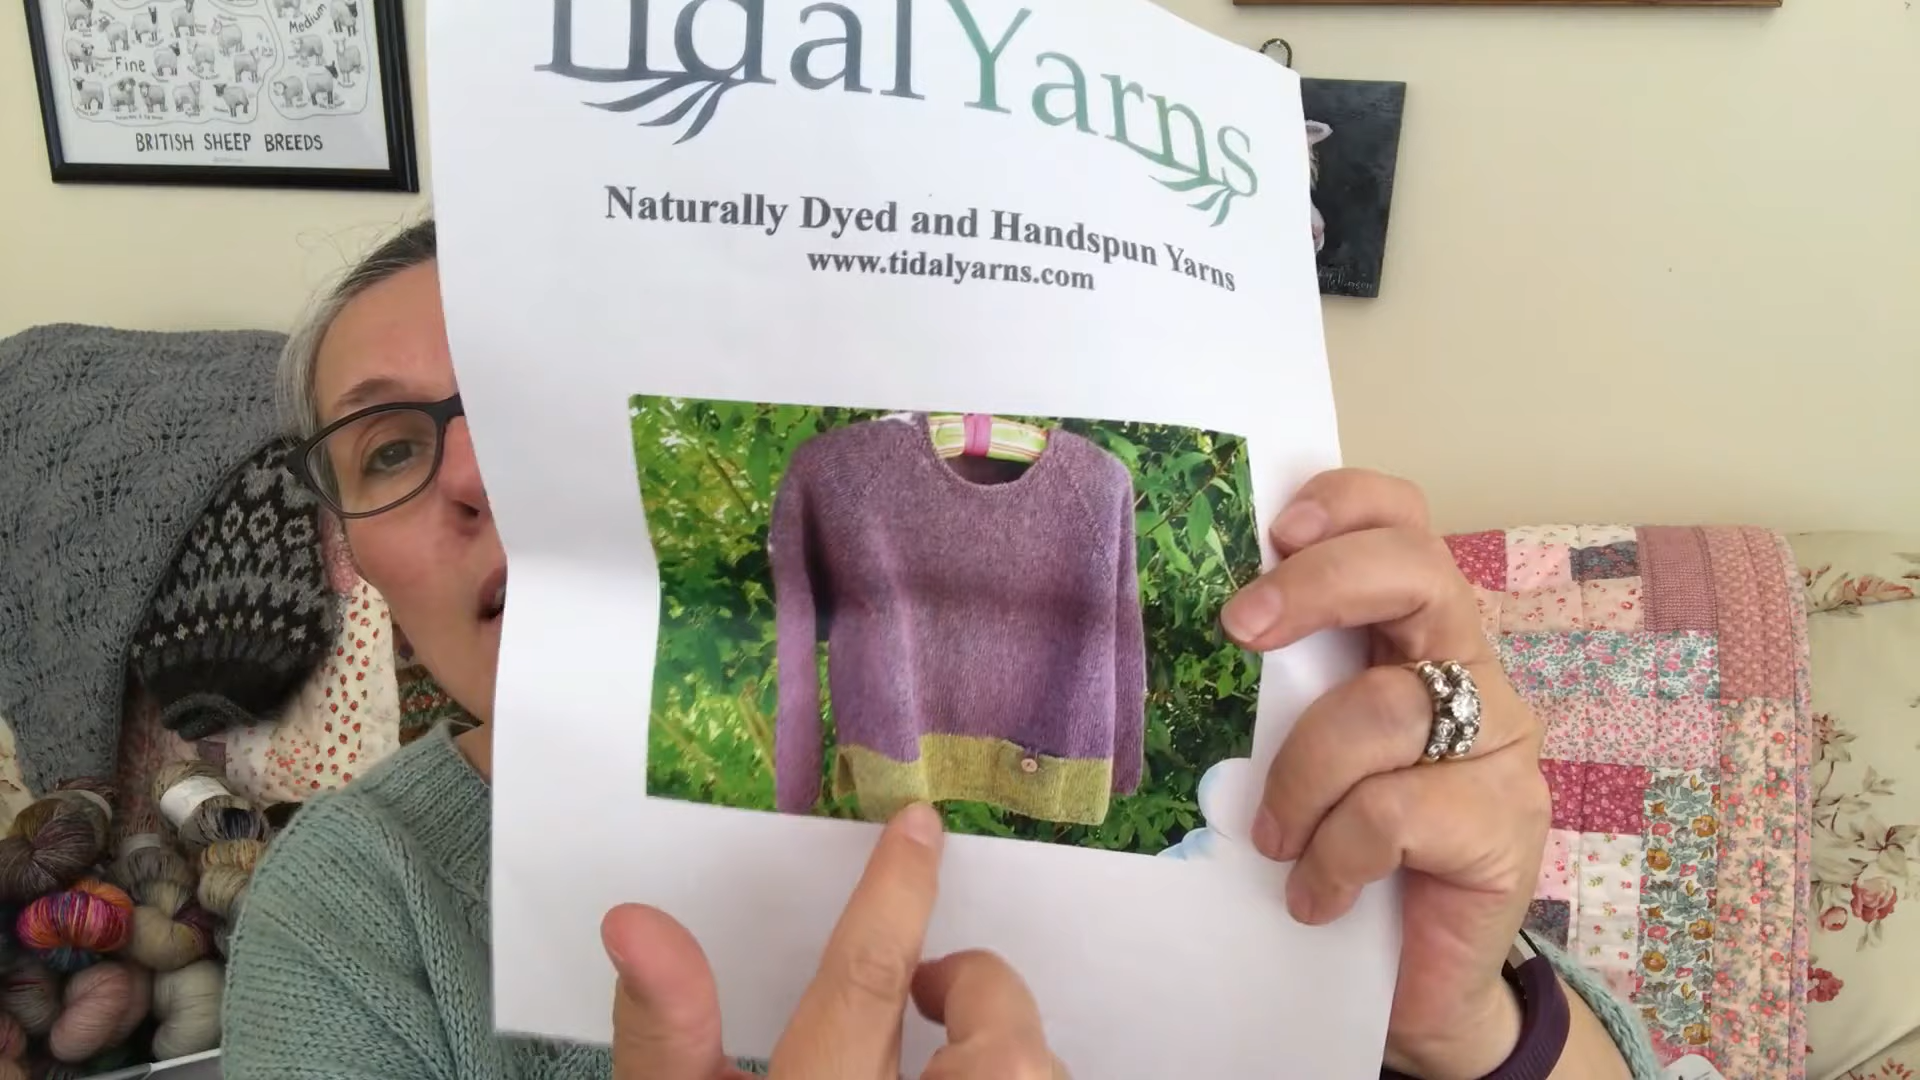 Medium
Fine
BRITISH SHEEP BREEDS
TidalYarns
Naturally Dyed and Handspun Yarns
www.tidalyarns.com